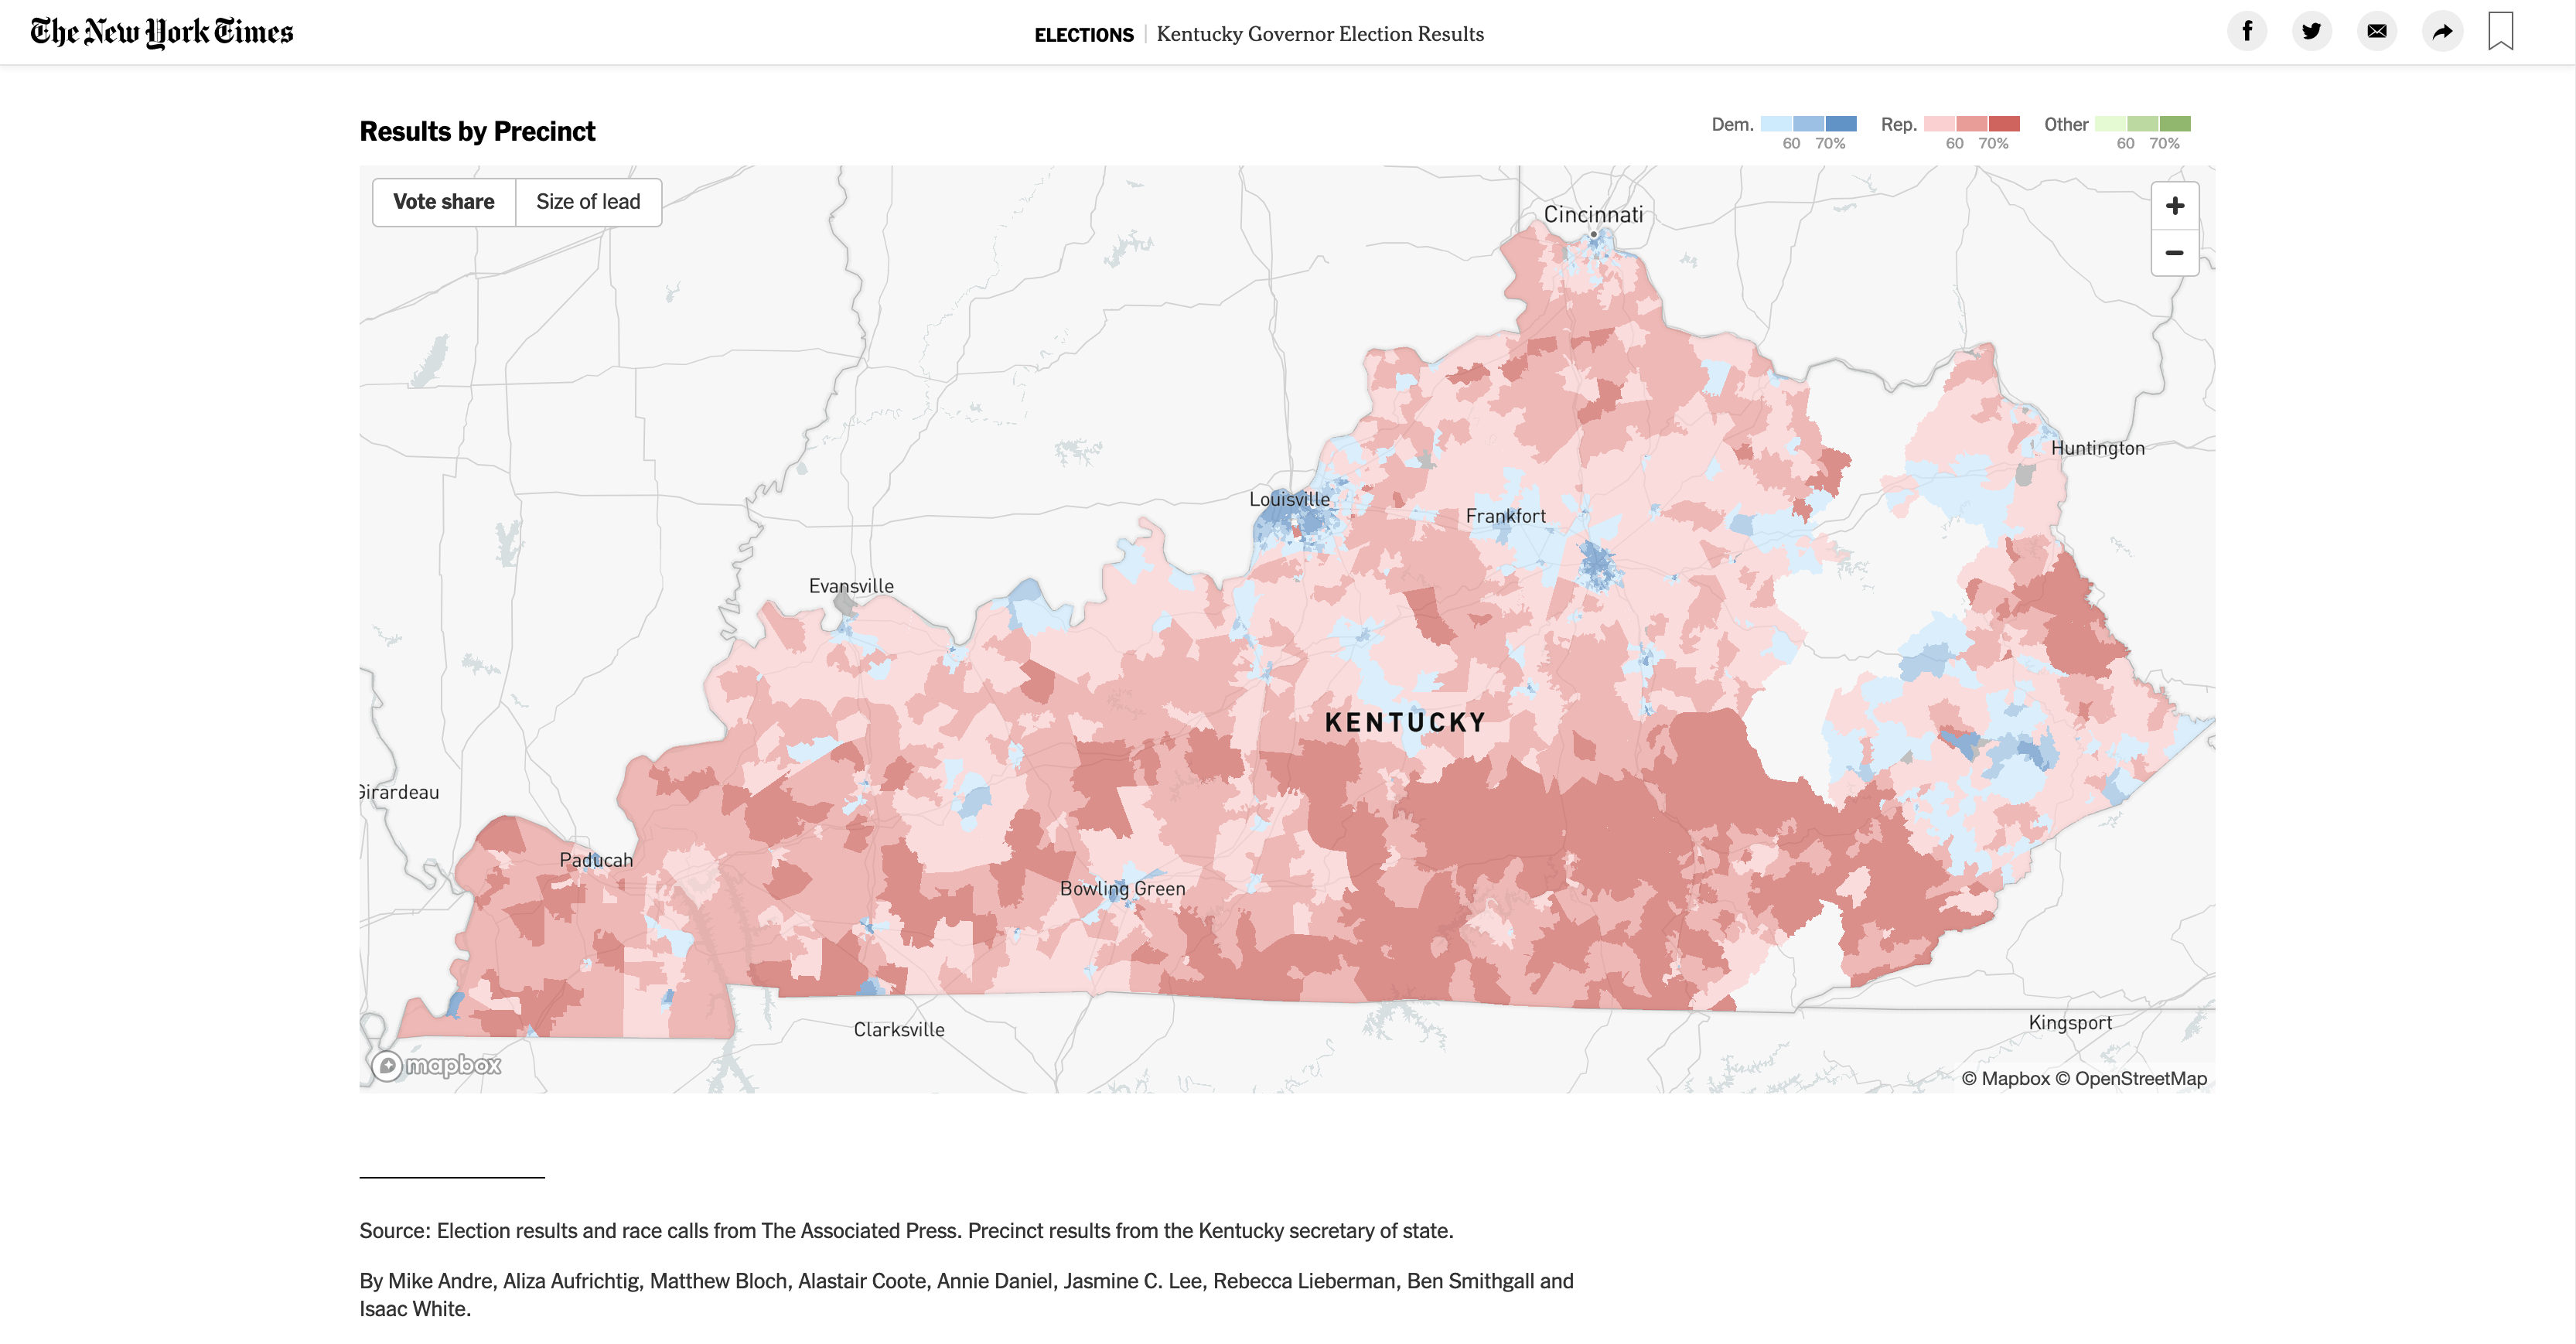 The New York Times
ELECTIONS | Kentucky Governor Election Results
Results by Precinct
Dem. 60 70%
Rep. 60 70%
Other 60 70%
Vote share
Size of lead
+
−
Cincinnati
Huntington
Louisville
Frankfort
Evansville
KENTUCKY
Girardeau
Paducah
Bowling Green
Clarksville
Kingsport
mapbox
© Mapbox © OpenStreetMap
Source: Election results and race calls from The Associated Press. Precinct results from the Kentucky secretary of state.
By Mike Andre, Aliza Aufrichtig, Matthew Bloch, Alastair Coote, Annie Daniel, Jasmine C. Lee, Rebecca Lieberman, Ben Smithgall and
Isaac White.